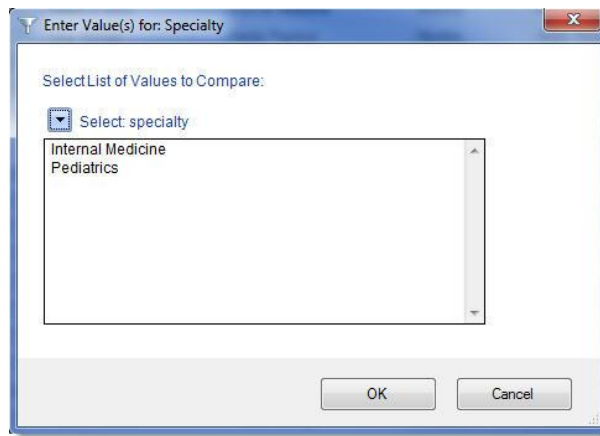 Enter Value(s) for: Specialty
Select List of Values to Compare:
Select: specialty
Internal Medicine
Pediatrics
OK
Cancel